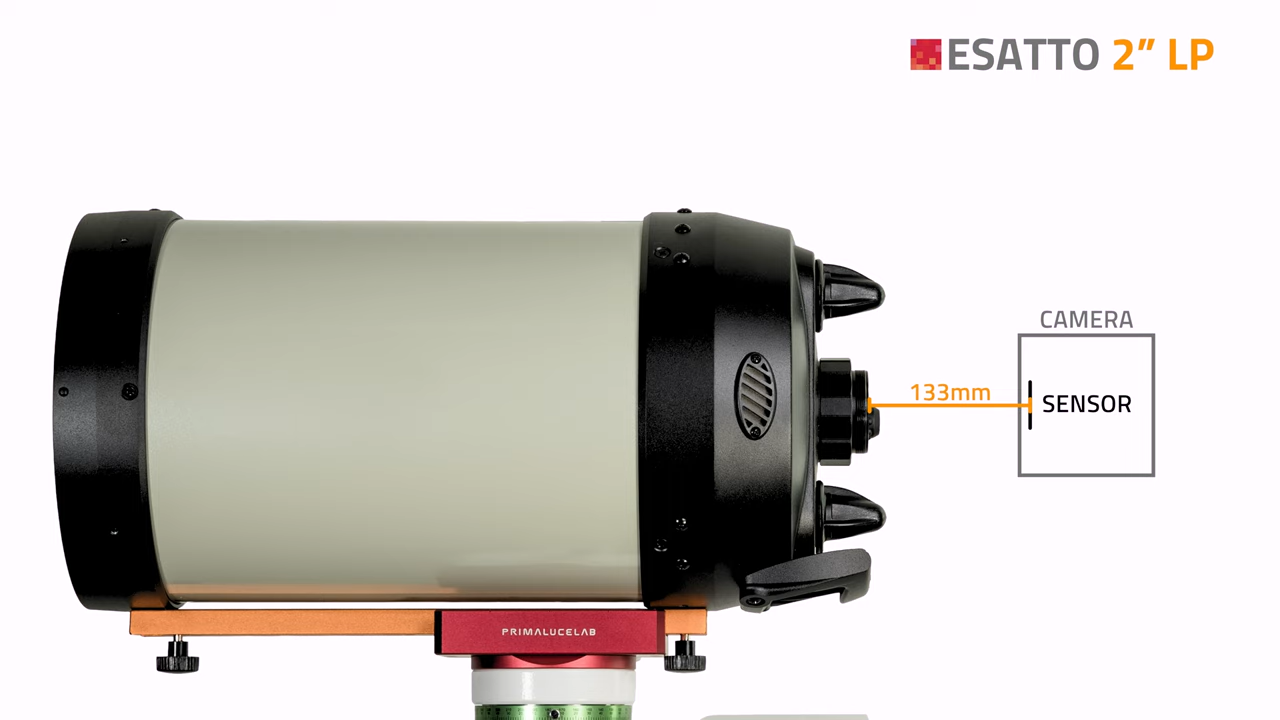 ESATTO 2” LP
CAMERA
133mm
SENSOR
PRIMALUCELAB